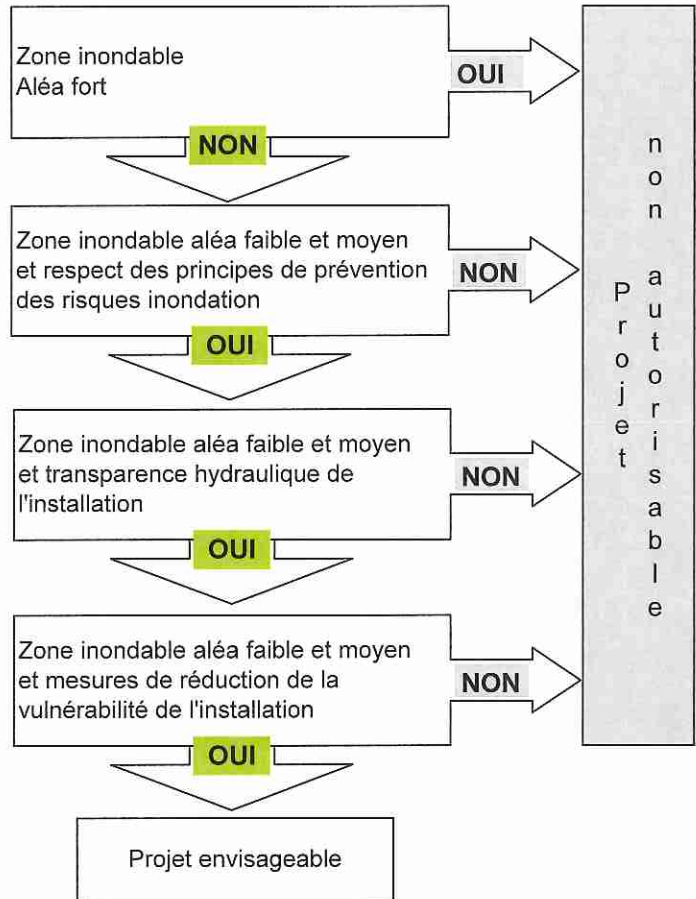 Zone inondable
Aléa fort
OUI
NON
Zone inondable aléa faible et moyen
et respect des principes de prévention
des risques inondation
NON
OUI
Zone inondable aléa faible et moyen
et transparence hydraulique de
l'installation
NON
OUI
Zone inondable aléa faible et moyen
et mesures de réduction de la
vulnérabilité de l'installation
NON
OUI
Projet envisageable
Projet
non autorisable